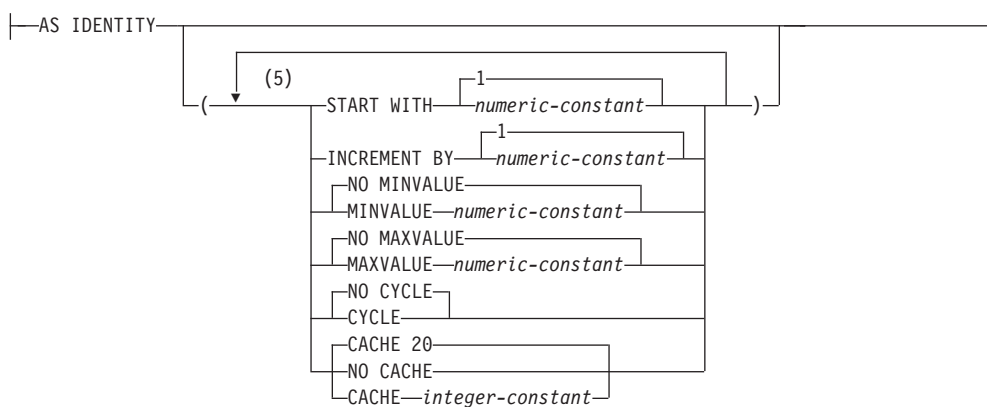 AS IDENTITY
(5)
1
( START WITH numeric-constant )
1
INCREMENT BY numeric-constant
NO MINVALUE
MINVALUE numeric-constant
NO MAXVALUE
MAXVALUE numeric-constant
NO CYCLE
CYCLE
CACHE 20
NO CACHE
CACHE integer-constant